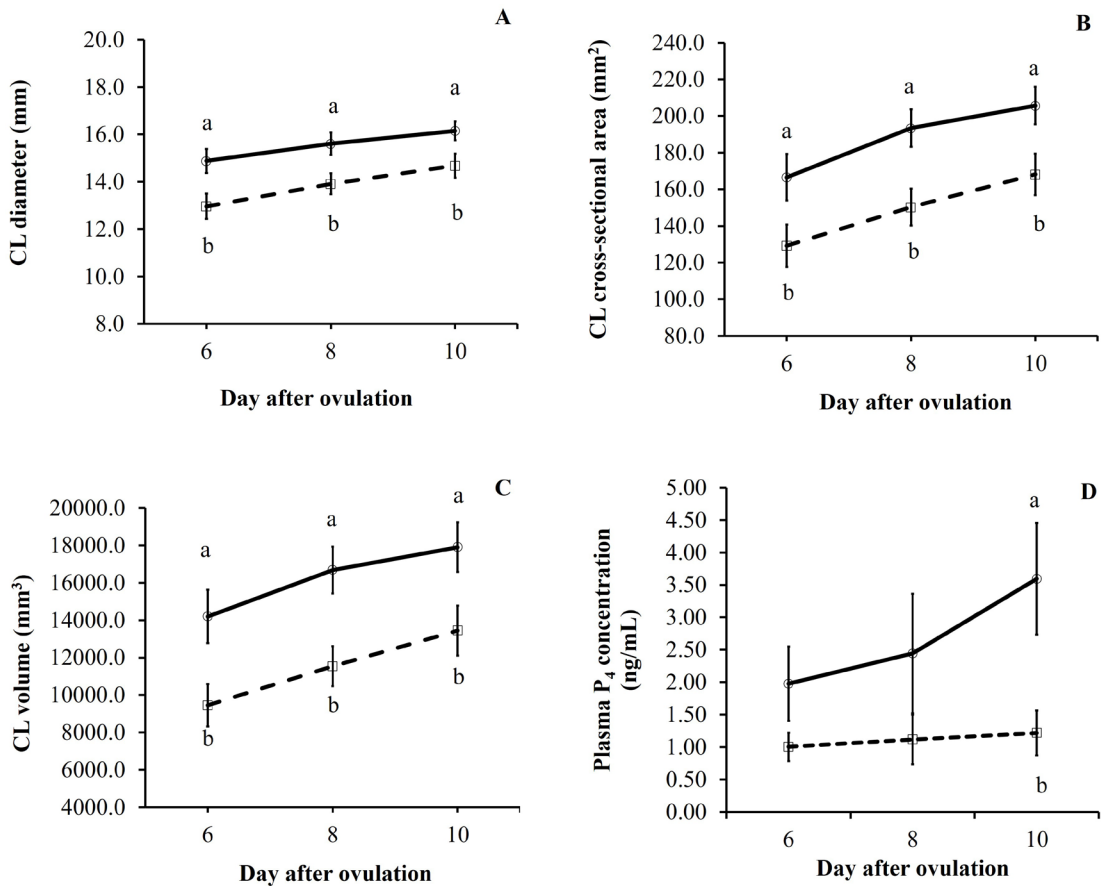 A
CL diameter (mm)
20.0
18.0
16.0
14.0
12.0
10.0
8.0
a
a
a
b
b
b
6
8
10
Day after ovulation
B
CL cross-sectional area (mm²)
240.0
220.0
200.0
180.0
160.0
140.0
120.0
100.0
80.0
a
a
a
b
b
b
6
8
10
Day after ovulation
C
CL volume (mm³)
20000.0
18000.0
16000.0
14000.0
12000.0
10000.0
8000.0
6000.0
4000.0
a
a
a
b
b
b
6
8
10
Day after ovulation
D
Plasma P₄ concentration
(ng/mL)
5.00
4.50
4.00
3.50
3.00
2.50
2.00
1.50
1.00
0.50
0.00
a
b
6
8
10
Day after ovulation